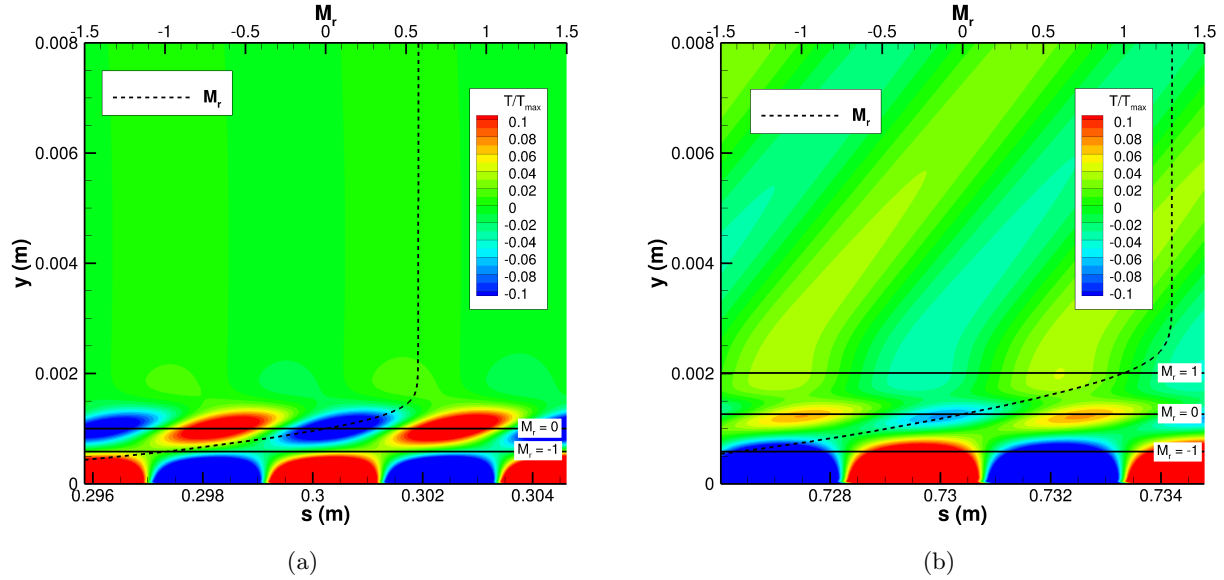 M_r
-1.5 -1 -0.5 0 0.5 1 1.5
0.008
0.006
0.004
0.002
0
y (m)
M_r
T/T_max
0.1
0.08
0.06
0.04
0.02
0
-0.02
-0.04
-0.06
-0.08
-0.1
M_r = 0
M_r = -1
0.296 0.298 0.3 0.302 0.304
s (m)
(a)
M_r
-1.5 -1 -0.5 0 0.5 1 1.5
0.008
0.006
0.004
0.002
0
y (m)
M_r
T/T_max
0.1
0.08
0.06
0.04
0.02
0
-0.02
-0.04
-0.06
-0.08
-0.1
M_r = 1
M_r = 0
M_r = -1
0.728 0.73 0.732 0.734
s (m)
(b)